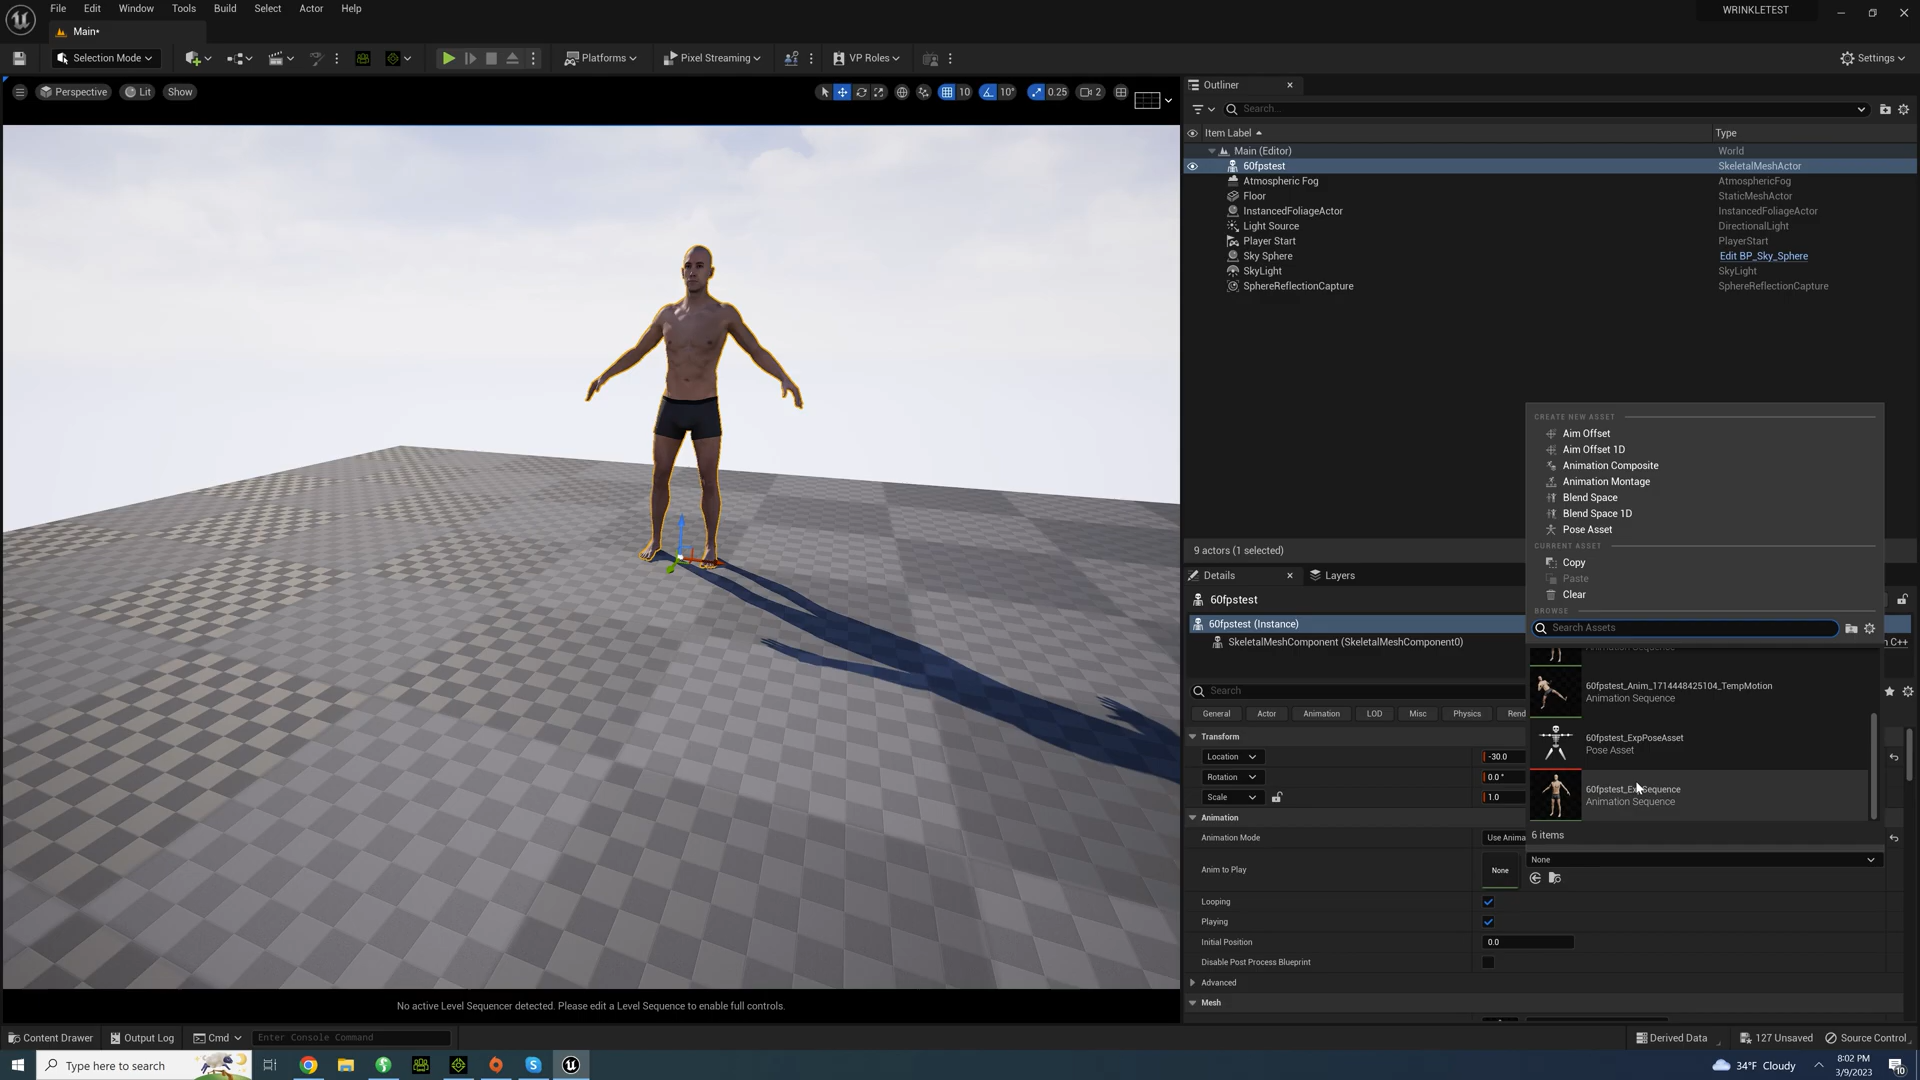 File Edit Window Tools Build Select Actor Help
WRINKLETEST
Main*
Selection Mode
Platforms
Pixel Streaming
VP Roles
Settings
Perspective
Lit
Show
10
10°
0.25
2
No active Level Sequencer detected. Please edit a Level Sequence to enable full controls.
Outliner
Search...
Item Label
Type
Main (Editor) World
60fpstest SkeletalMeshActor
Atmospheric Fog AtmosphericFog
Floor StaticMeshActor
InstancedFoliageActor InstancedFoliageActor
Light Source DirectionalLight
Player Start PlayerStart
Sky Sphere Edit BP_Sky_Sphere
SkyLight SkyLight
SphereReflectionCapture SphereReflectionCapture
9 actors (1 selected)
Details
Layers
60fpstest
60fpstest (Instance)
SkeletalMeshComponent (SkeletalMeshComponent0)
Search
General Actor Animation LOD Misc Physics Rend
Transform
Location -30.0
Rotation 0.0 °
Scale 1.0
Animation
Animation Mode Use Anima
Anim to Play None None
Looping
Playing
Initial Position 0.0
Disable Post Process Blueprint
Advanced
Mesh
CREATE NEW ASSET
Aim Offset
Aim Offset 1D
Animation Composite
Animation Montage
Blend Space
Blend Space 1D
Pose Asset
CURRENT ASSET
Copy
Paste
Clear
BROWSE
Search Assets
n C++
60fpstest_Anim_1714448425104_TempMotion
Animation Sequence
60fpstest_ExpPoseAsset
Pose Asset
Animation Sequence
6 items
Content Drawer
Output Log
Cmd
Enter Console Command
Derived Data
127 Unsaved
Source Control
Type here to search
34°F Cloudy
8:02 PM
3/9/2023
10